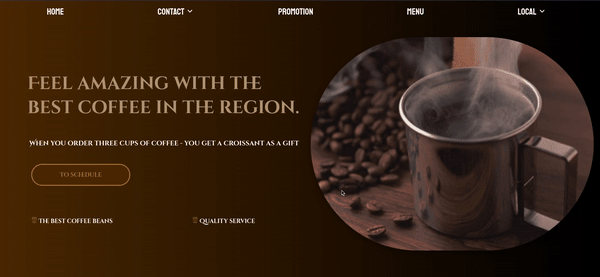 HOME
CONTACT
PROMOTION
MENU
LOCAL
FEEL AMAZING WITH THE
BEST COFFEE IN THE REGION.
WHEN YOU ORDER THREE CUPS OF COFFEE - YOU GET A CROISSANT AS A GIFT
TO SCHEDULE
THE BEST COFFEE BEANS
QUALITY SERVICE